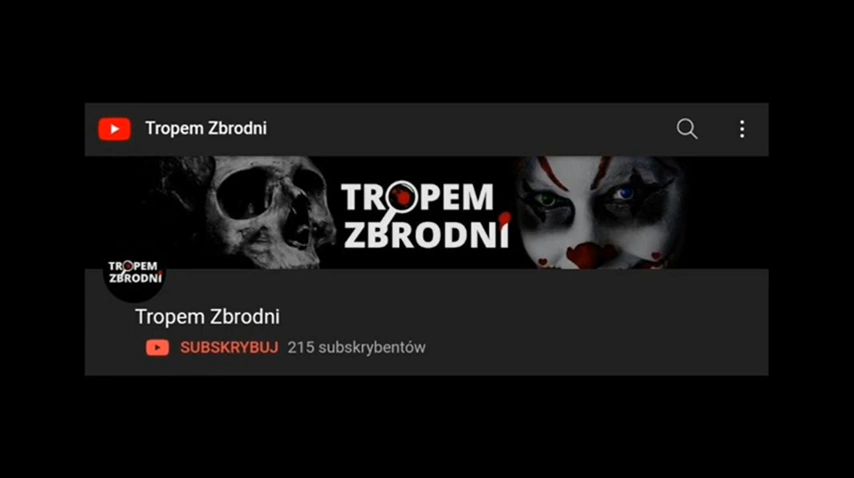 Tropem Zbrodni
TROPEM
ZBRODNI
TROPEM
ZBRODNI
Tropem Zbrodni
SUBSKRYBUJ 215 subskrybentów